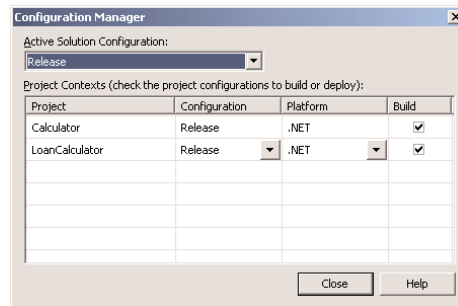 Configuration Manager
Active Solution Configuration:
Release
Project Contexts (check the project configurations to build or deploy):
Project Configuration Platform Build
Calculator Release .NET
LoanCalculator Release .NET
Close Help